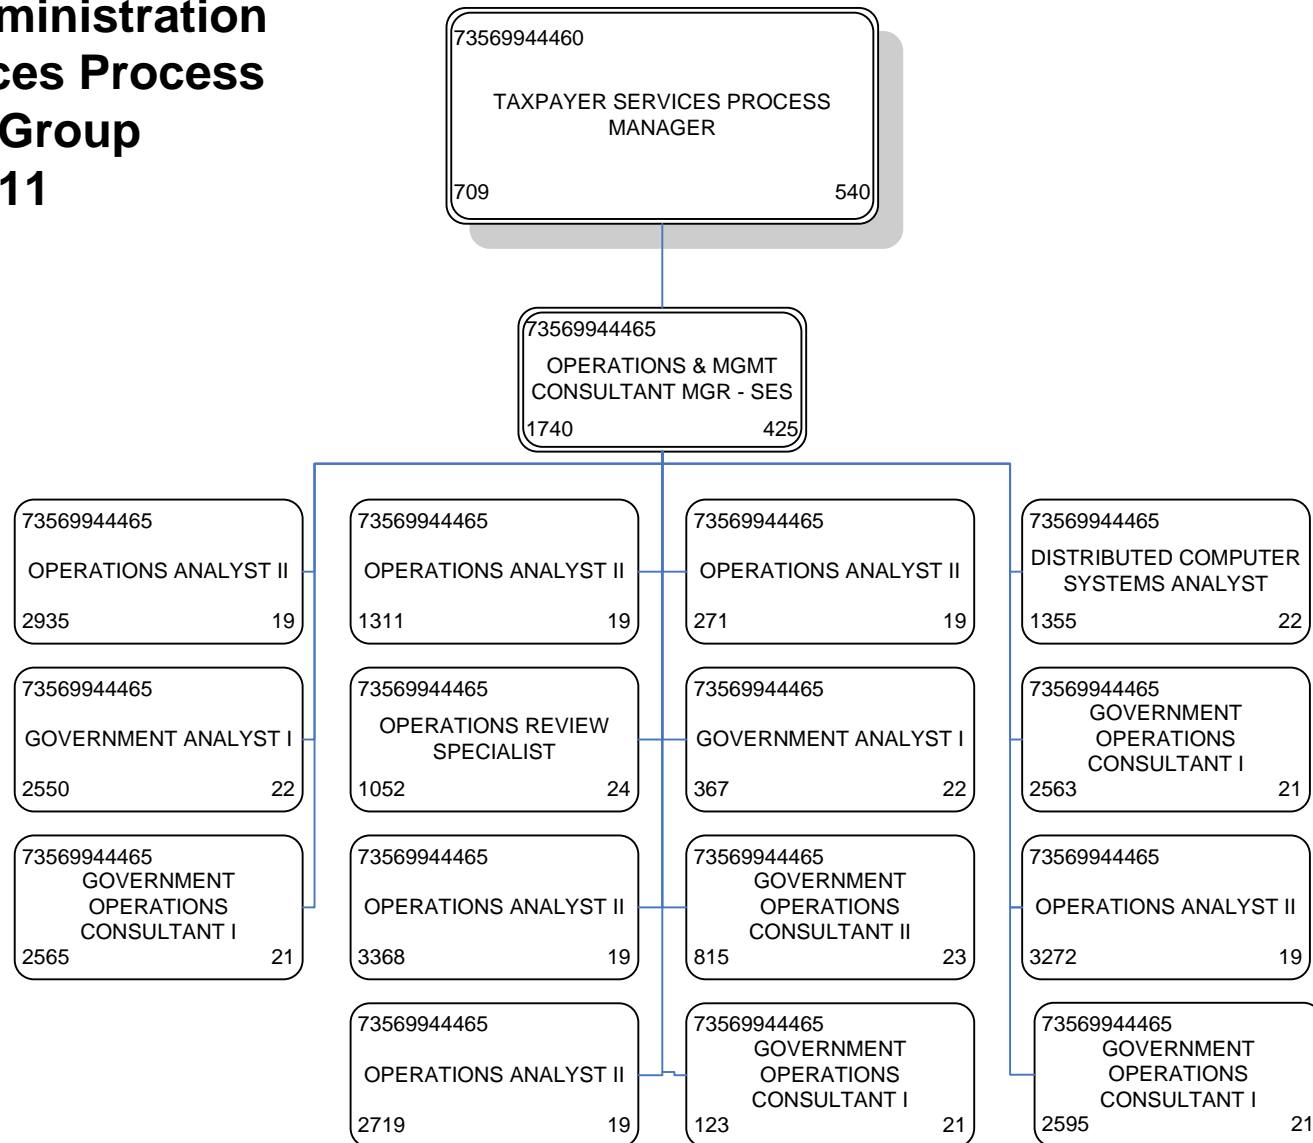 ministration
ces Process
Group
11
73569944460
TAXPAYER SERVICES PROCESS
MANAGER
709 540
73569944465
OPERATIONS & MGMT
CONSULTANT MGR - SES
1740 425
73569944465
OPERATIONS ANALYST II
2935 19
73569944465
OPERATIONS ANALYST II
1311 19
73569944465
OPERATIONS ANALYST II
271 19
73569944465
DISTRIBUTED COMPUTER
SYSTEMS ANALYST
1355 22
73569944465
GOVERNMENT ANALYST I
2550 22
73569944465
OPERATIONS REVIEW
SPECIALIST
1052 24
73569944465
GOVERNMENT ANALYST I
367 22
73569944465
GOVERNMENT
OPERATIONS
CONSULTANT I
2563 21
73569944465
GOVERNMENT
OPERATIONS
CONSULTANT I
2565 21
73569944465
OPERATIONS ANALYST II
3368 19
73569944465
GOVERNMENT
OPERATIONS
CONSULTANT II
815 23
73569944465
OPERATIONS ANALYST II
3272 19
73569944465
OPERATIONS ANALYST II
2719 19
73569944465
GOVERNMENT
OPERATIONS
CONSULTANT I
123 21
73569944465
GOVERNMENT
OPERATIONS
CONSULTANT I
2595 21